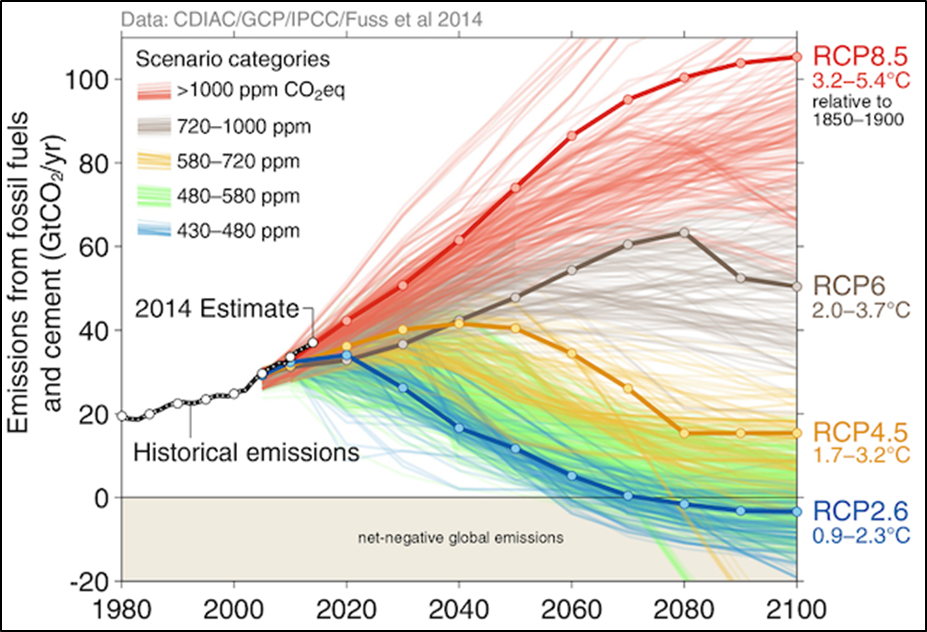 Data: CDIAC/GCP/IPCC/Fuss et al 2014
Emissions from fossil fuels
and cement (GtCO₂/yr)
100
80
60
40
20
0
-20
Scenario categories
>1000 ppm CO₂eq
720–1000 ppm
580–720 ppm
480–580 ppm
430–480 ppm
2014 Estimate
Historical emissions
net-negative global emissions
RCP8.5
3.2–5.4°C
relative to
1850–1900
RCP6
2.0–3.7°C
RCP4.5
1.7–3.2°C
RCP2.6
0.9–2.3°C
1980 2000 2020 2040 2060 2080 2100